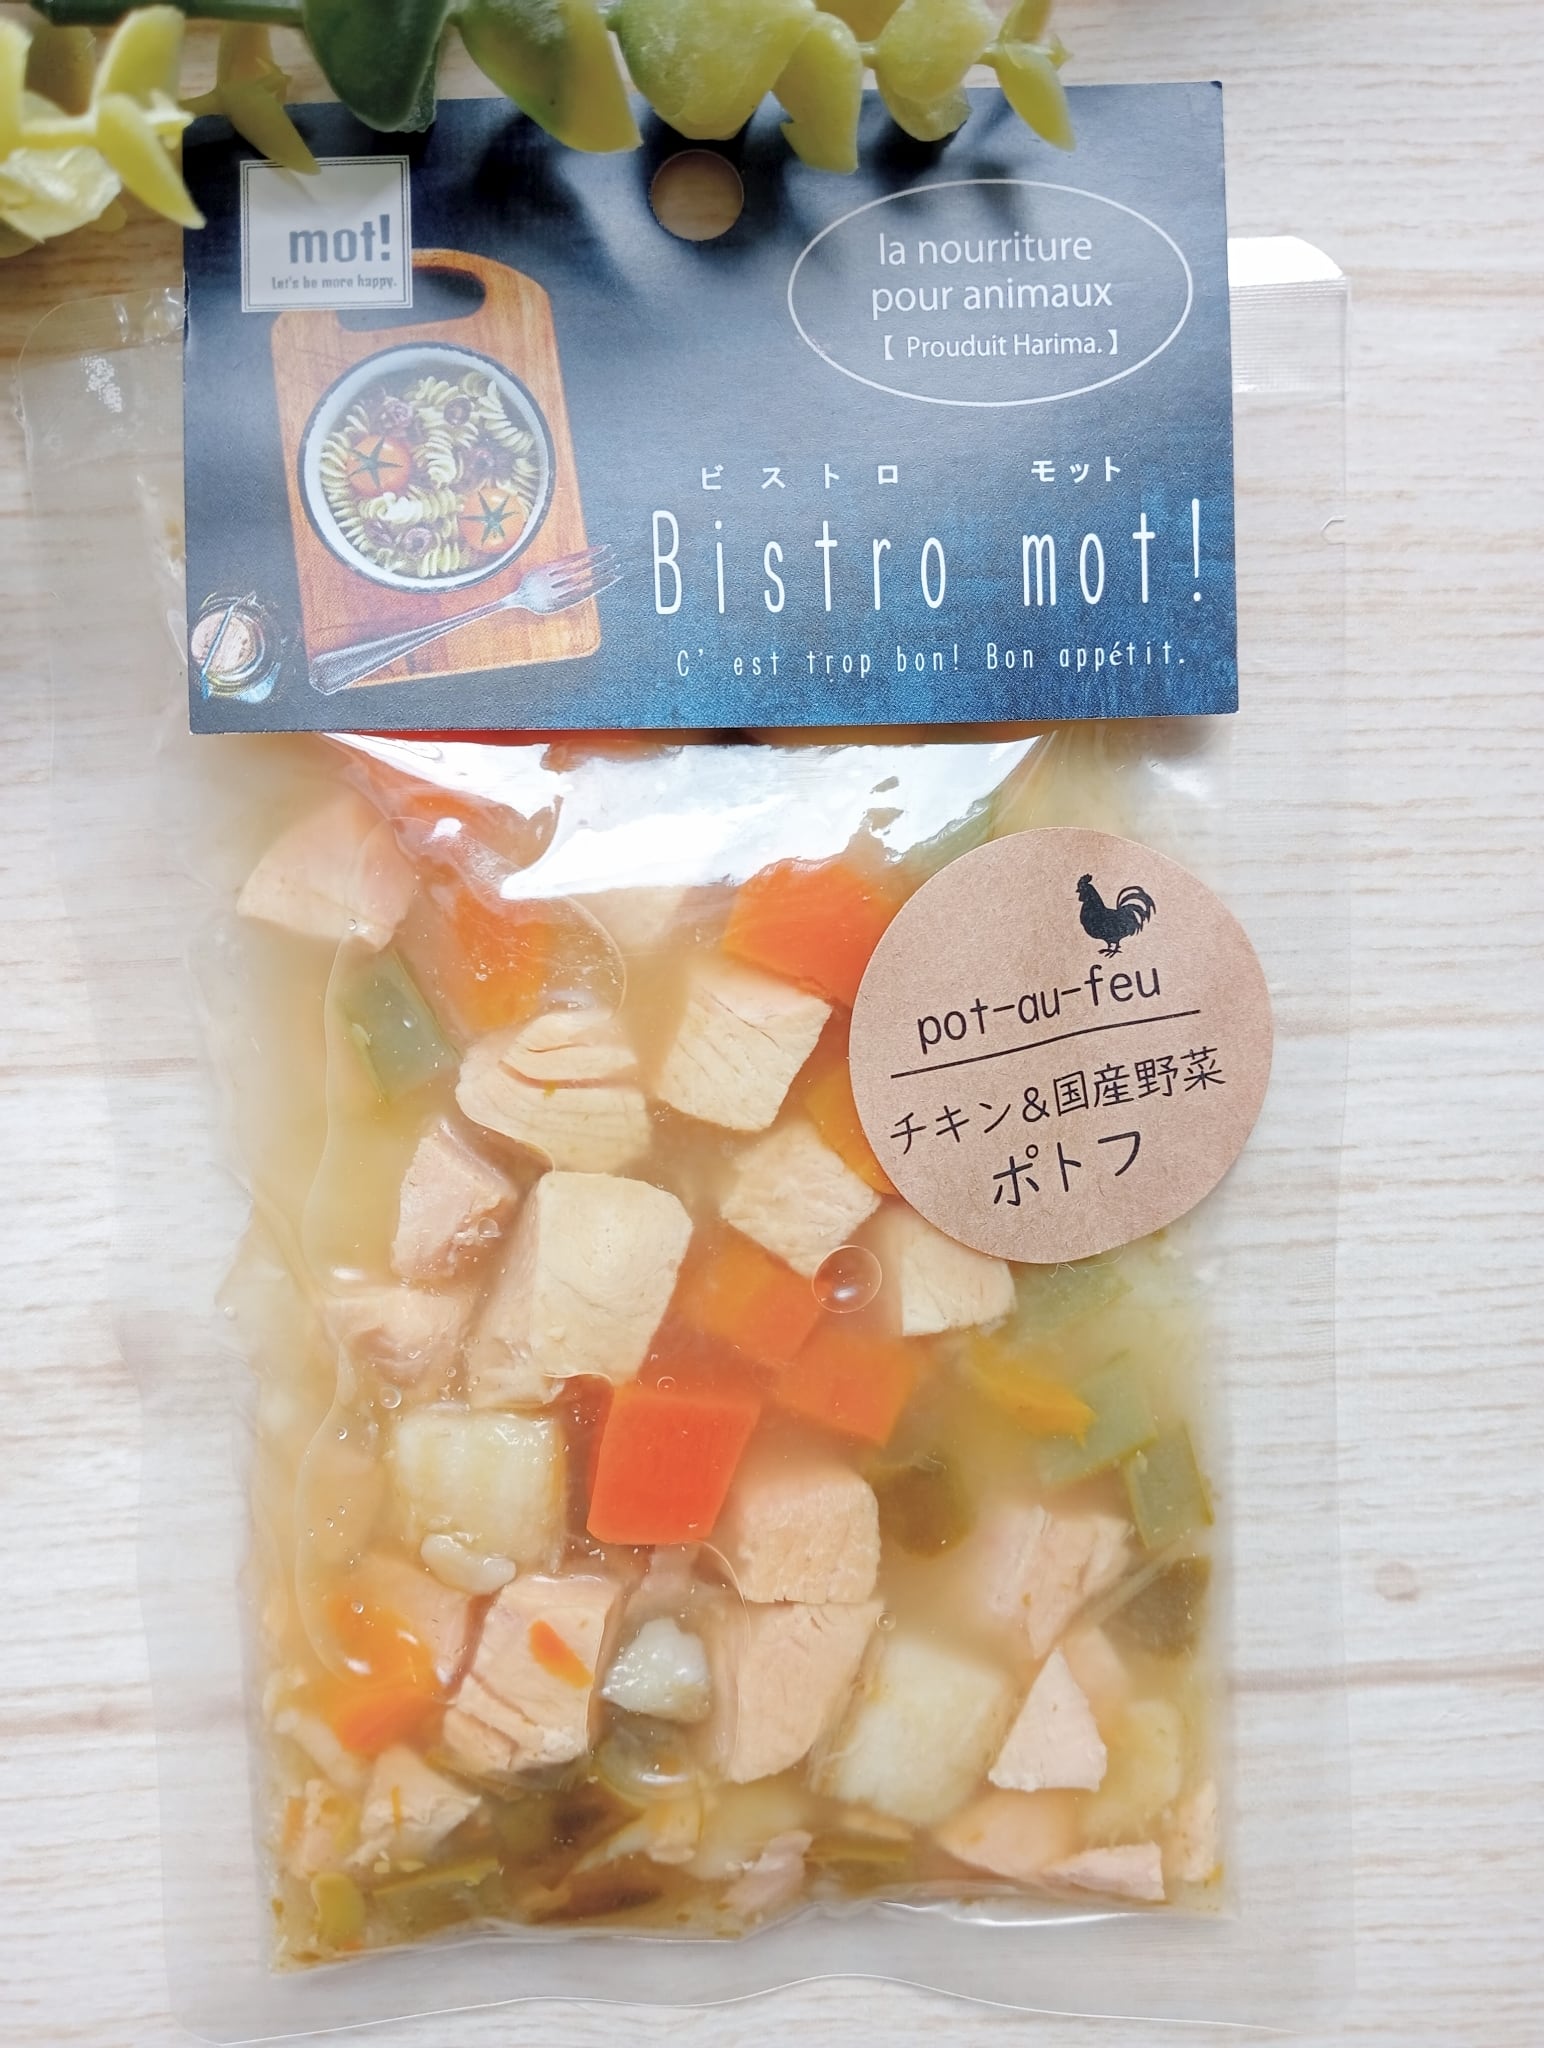 mot!
Let's be more happy.
la nourriture
pour animaux
【 Prouduit Harima. 】
ビストロ モット
Bistro mot!
C' est trop bon! Bon appétit.
pot-au-feu
チキン&国産野菜
ポトフ